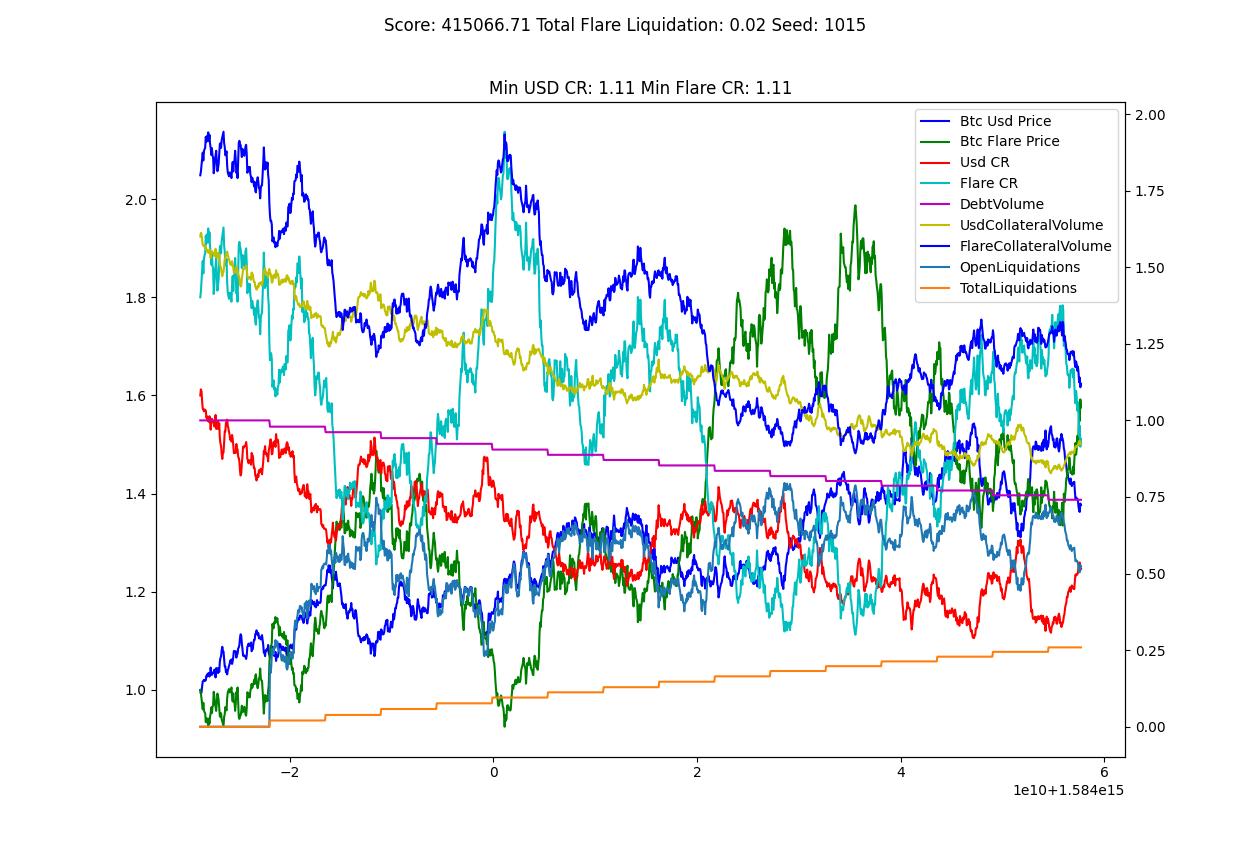 Score: 415066.71 Total Flare Liquidation: 0.02 Seed: 1015
Min USD CR: 1.11 Min Flare CR: 1.11
Btc Usd Price
Btc Flare Price
Usd CR
Flare CR
DebtVolume
UsdCollateralVolume
FlareCollateralVolume
OpenLiquidations
TotalLiquidations
2.0
1.8
1.6
1.4
1.2
1.0
2.00
1.75
1.50
1.25
1.00
0.75
0.50
0.25
0.00
−2
0
2
4
6
1e10+1.584e15